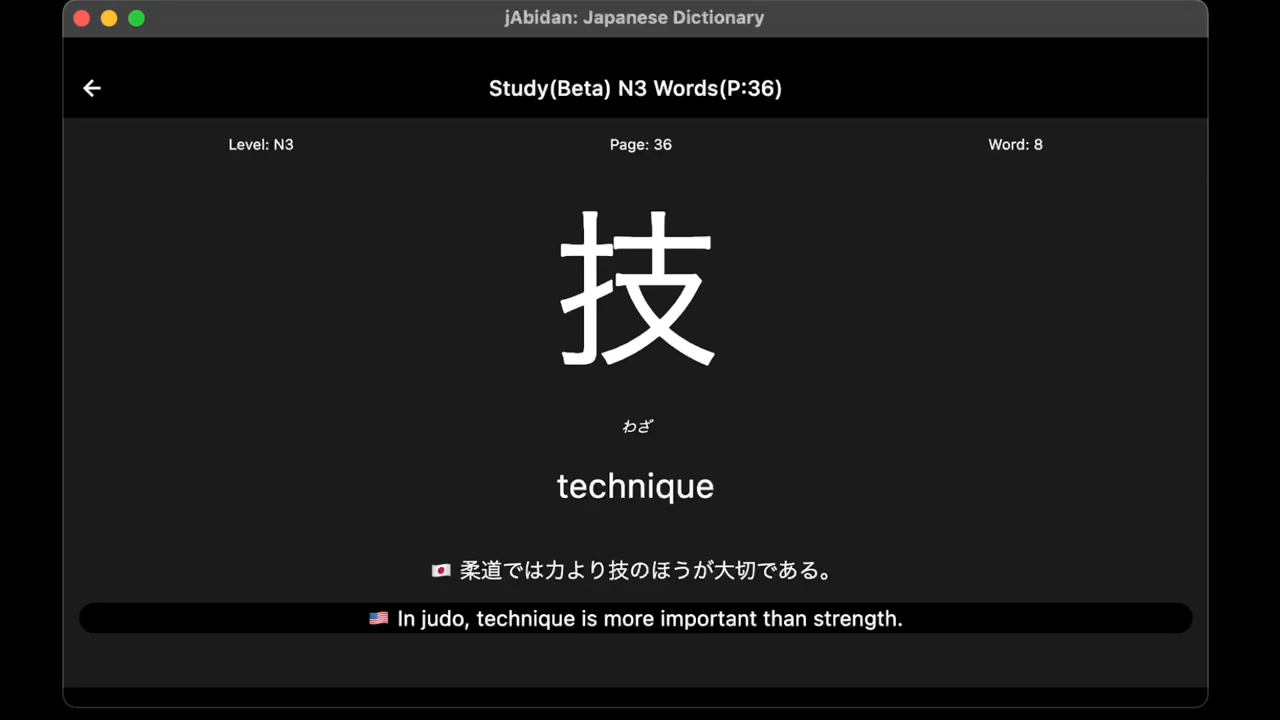 jAbidan: Japanese Dictionary
Study(Beta) N3 Words(P:36)
Level: N3 Page: 36 Word: 8
技
わざ
technique
🇯🇵 柔道では力より技のほうが大切である。
🇺🇸 In judo, technique is more important than strength.